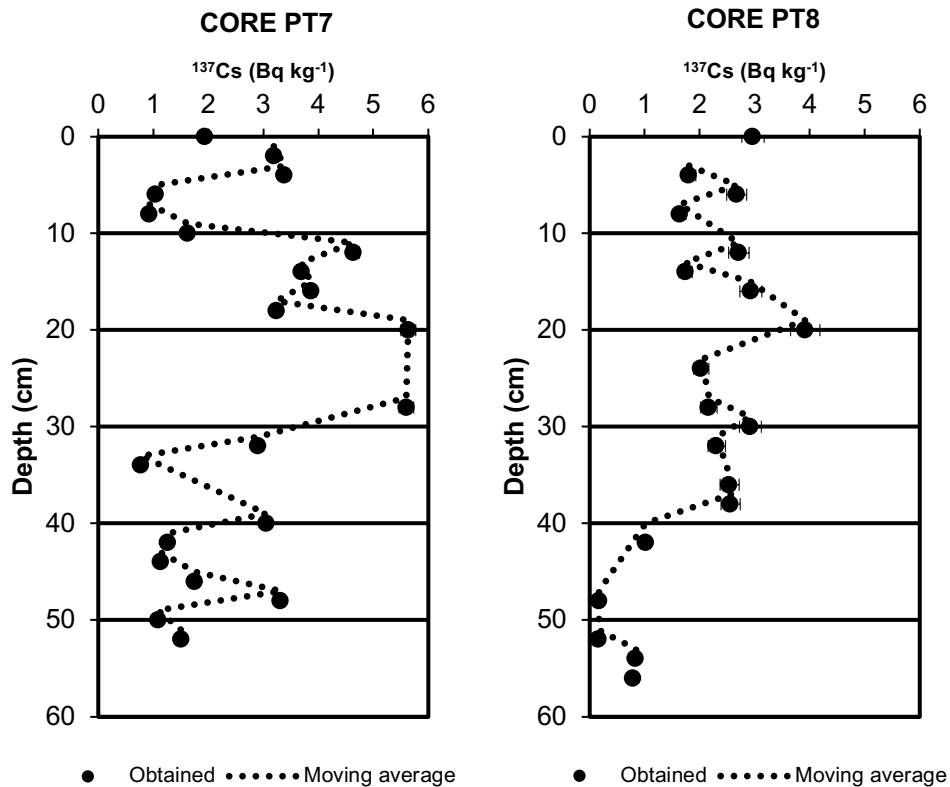 CORE PT7
¹³⁷Cs (Bq kg⁻¹)
0 1 2 3 4 5 6
0
10
20
30
40
50
60
Depth (cm)
Obtained Moving average
CORE PT8
¹³⁷Cs (Bq kg⁻¹)
0 1 2 3 4 5 6
0
10
20
30
40
50
60
Depth (cm)
Obtained Moving average